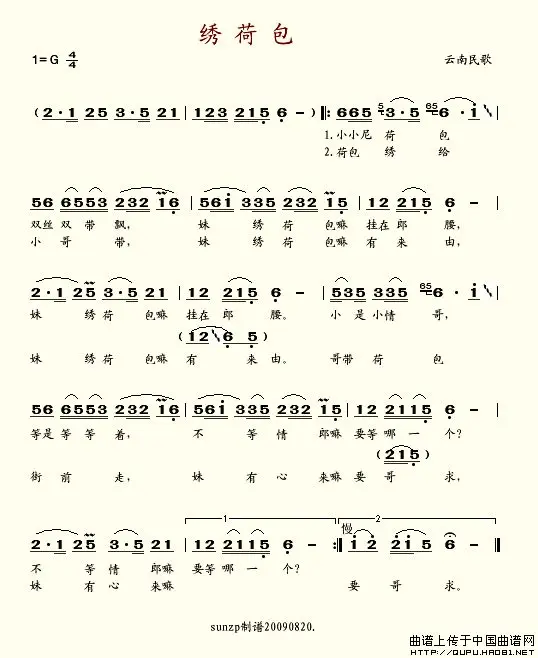 绣荷包
1=G 4/4 云南民歌
( 2·1 25 3·5 21 | 123 215 6 - ) |: 665 5 3·5 65 6·i |
1.小小尼 荷 包
2.荷包 绣 给
56 6553 232 16 | 561 335 232 15 | 12 215 6 - |
双丝 双 带 飘, 妹 绣 荷 包嘛 挂在 郎 腰,
小 哥 带, 妹 绣 荷 包嘛 有 来 由,
2·1 25 3·5 21 | 12 215 6 - | 535 335 65 6·i |
妹 绣 荷 包嘛 挂在 郎 腰。 小 是 小情 哥,
( 12 6 5 )
妹 绣 荷 包嘛 有 来 由。 哥带 荷 包
56 6553 232 16 | 561 335 232 15 | 12 2115 6 - |
等是 等 等 着, 不 等 情 郎嘛 要等 哪 一 个?
( 215 )
街前 走, 妹 有 心 来嘛 要 哥 求,
1 2
慢
2·1 25 3·5 21 | 12 2115 6 - :| i 2 2i5 6 - ||
不 等 情 郎嘛 要等 哪 一 个?
妹 有 心 来嘛 要 哥 求。
sunzp制谱20090820.
曲谱上传于中国曲谱网
HTTP://QUPU.HAO81.NET